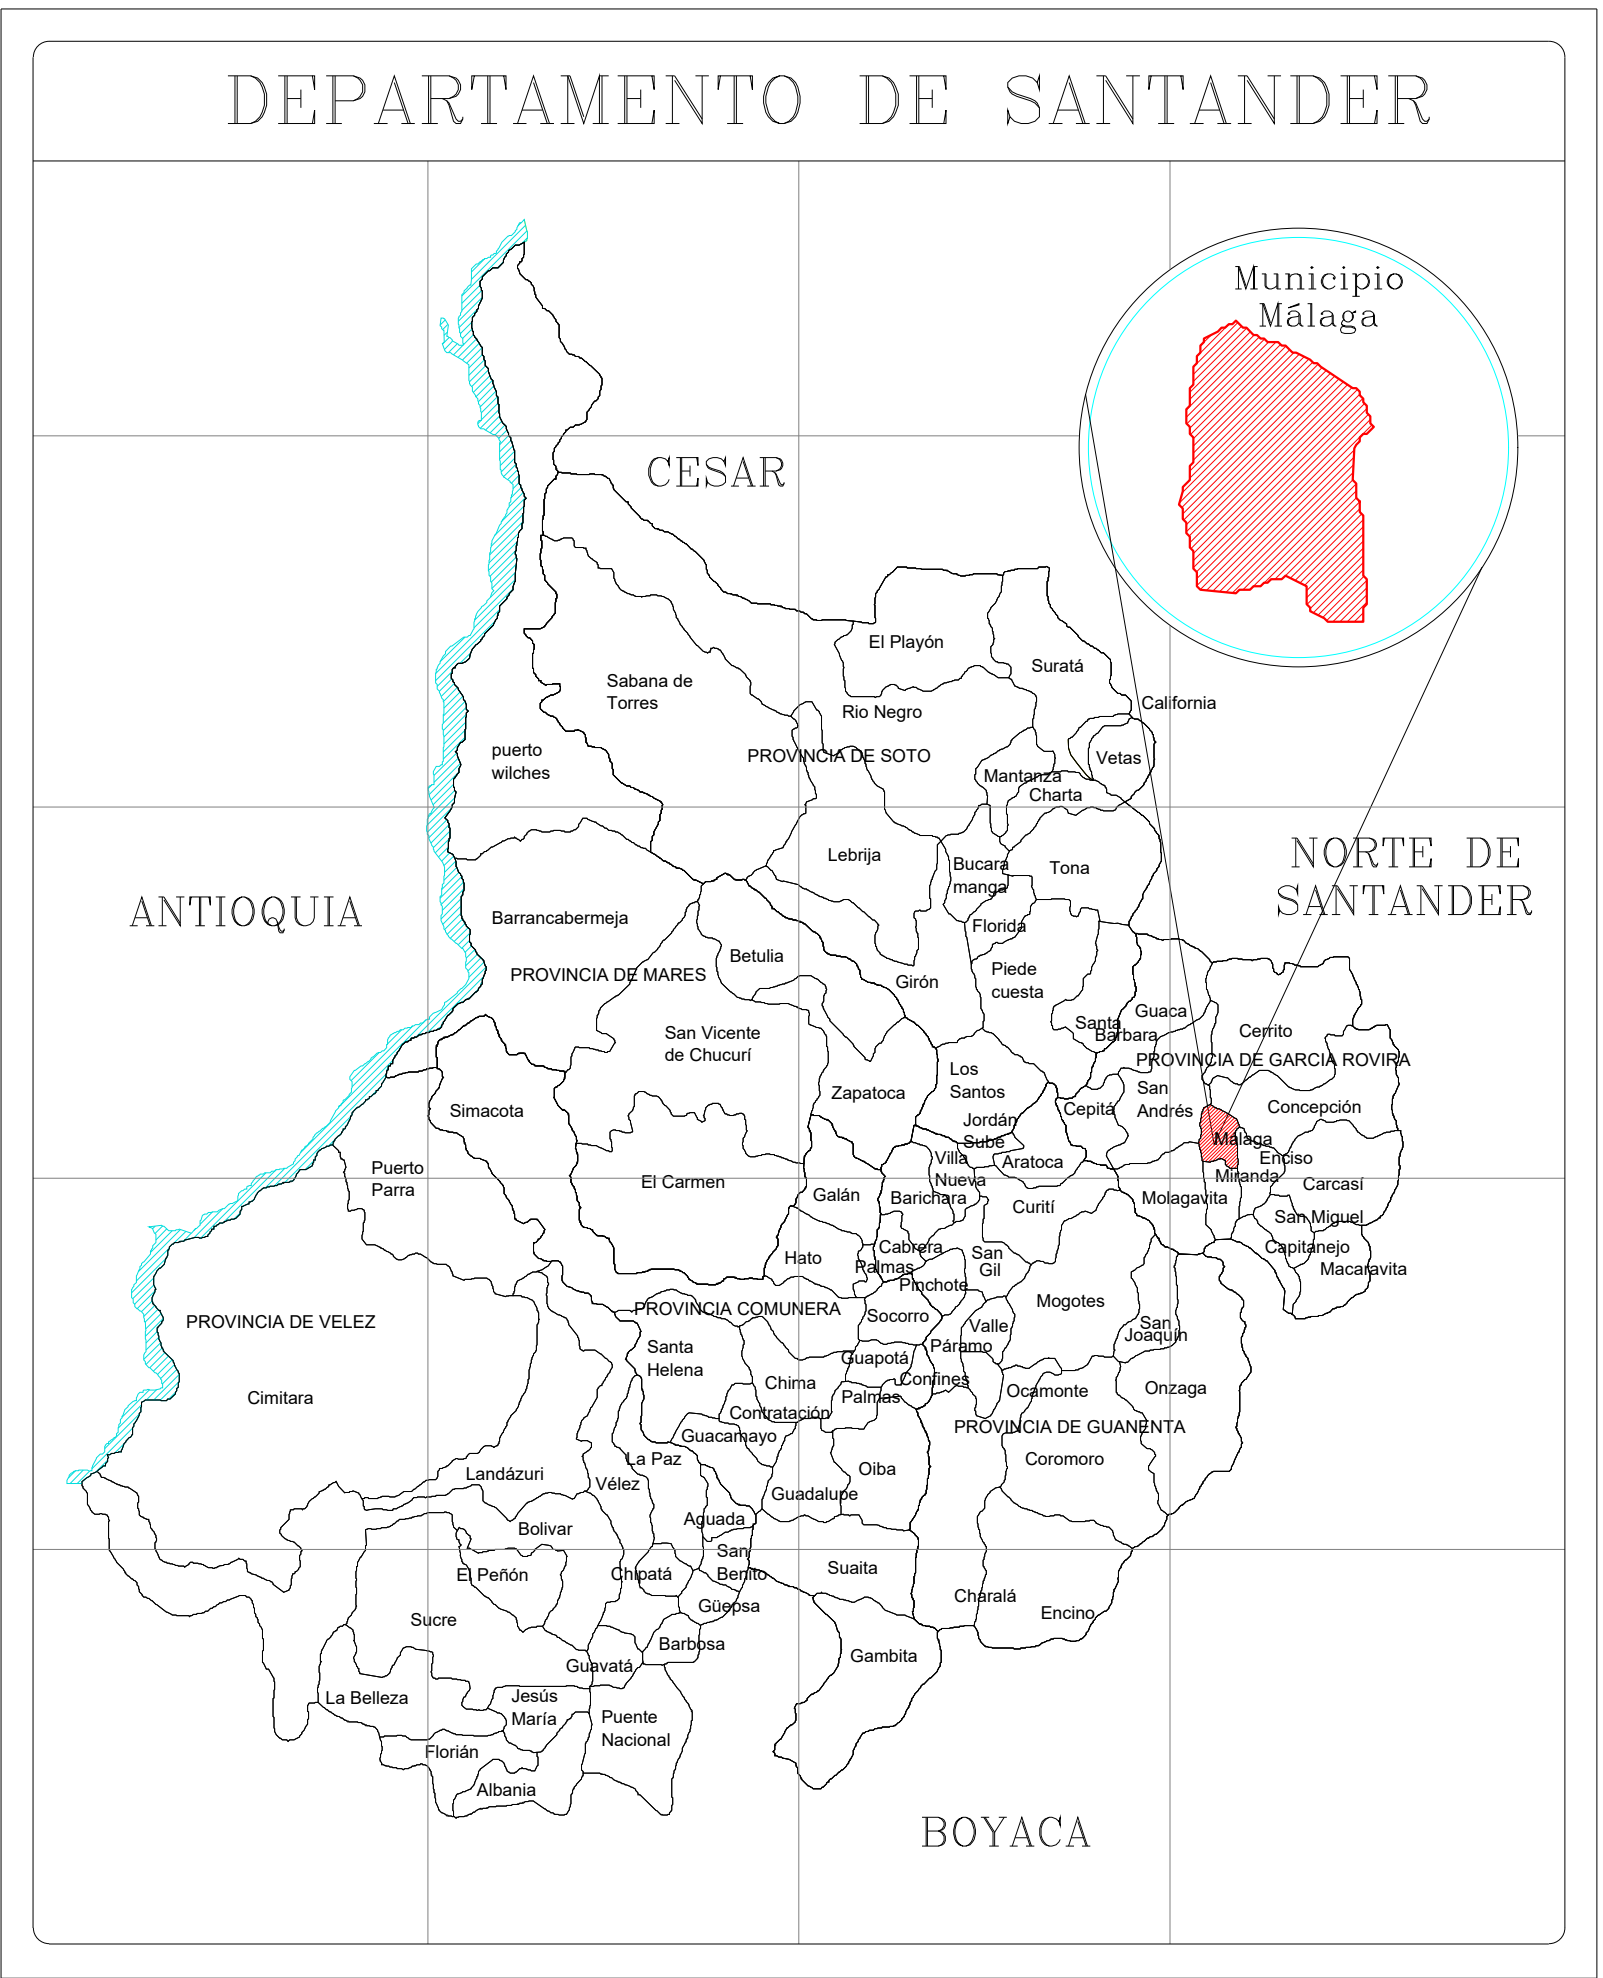 DEPARTAMENTO DE SANTANDER
Municipio
Málaga
CESAR
El Playón
Suratá
Sabana de
Torres
California
Rio Negro
puerto
wilches
PROVINCIA DE SOTO
Vetas
Mantanza
Charta
Lebrija
Bucara
manga
Tona
NORTE DE
SANTANDER
ANTIOQUIA
Barrancabermeja
Florida
Betulia
PROVINCIA DE MARES
Girón
Piede
cuesta
Guaca
Santa
Barbara
Cerrito
San Vicente
de Chucurí
PROVINCIA DE GARCIA ROVIRA
Los
Santos
Zapatoca
San
Andrés
Simacota
Cepitá
Concepción
Jordán
Sube
Málaga
Villa
Nueva
Aratoca
Enciso
Puerto
Parra
El Carmen
Miranda
Carcasí
Galán
Barichara
Molagavita
Curití
San Miguel
Cabrera
Capitanejo
Hato
Palmas
San
Gil
Macaravita
Pinchote
Mogotes
PROVINCIA COMUNERA
Socorro
PROVINCIA DE VELEZ
Valle
San
Joaquín
Santa
Helena
Páramo
Guapotá
Chima
Confines
Cimitara
Palmas
Ocamonte
Onzaga
Contratación
PROVINCIA DE GUANENTA
Guacamayo
La Paz
Coromoro
Landázuri
Oiba
Vélez
Guadalupe
Bolivar
Aguada
San
Benito
Suaita
El Peñón
Chipatá
Güepsa
Charalá
Sucre
Encino
Barbosa
Gambita
Guavatá
La Belleza
Jesús
María
Puente
Nacional
Florián
Albania
BOYACA